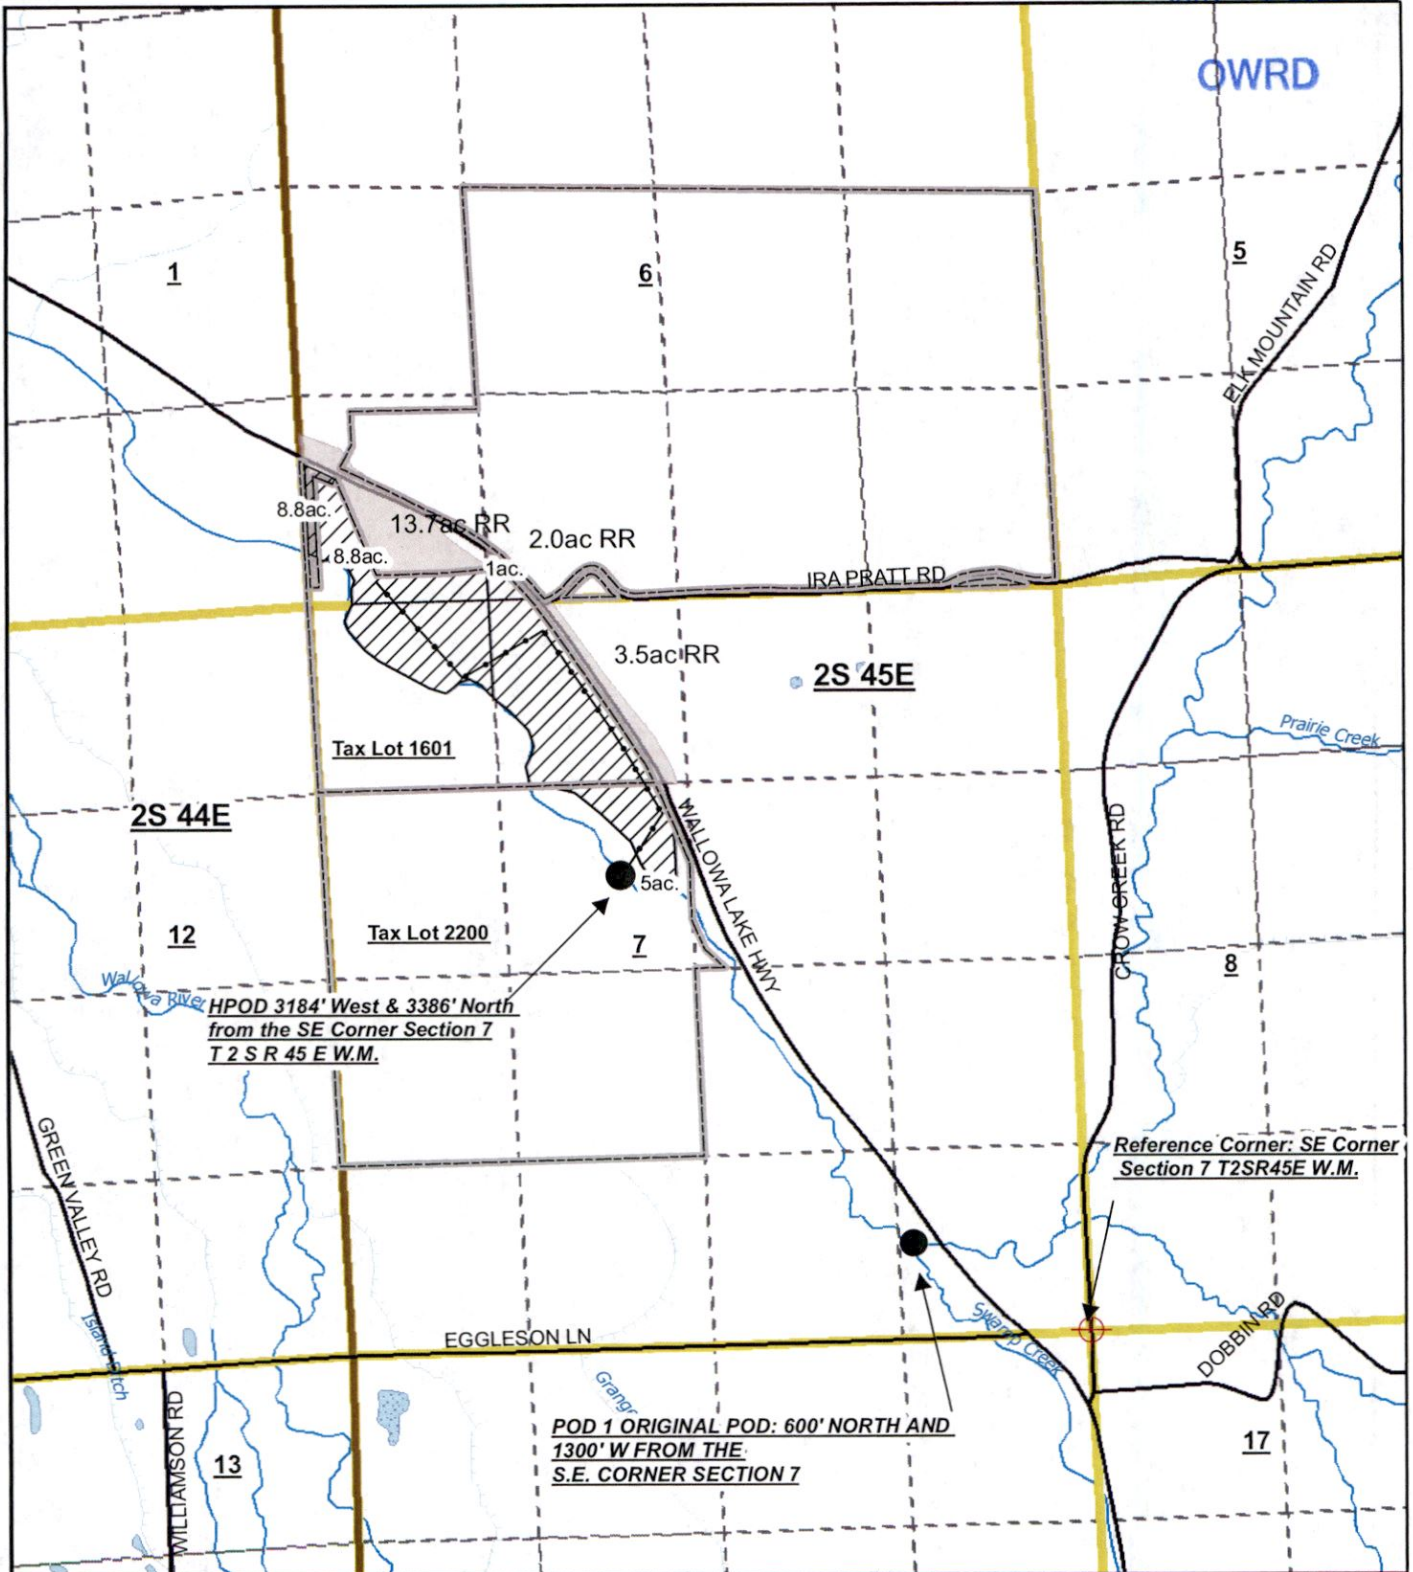 OWRD
1
6
5
ELK MOUNTAIN RD
8.8ac.
13.7ac RR
2.0ac RR
8.8ac.
1ac.
IRA PRATT RD
3.5ac RR
2S 45E
Prairie Creek
Tax Lot 1601
2S 44E
WALLOWA LAKE HWY
CROW CREEK RD
5ac.
Tax Lot 2200
12
7
8
Wallowa River
HPOD 3184' West & 3386' North
from the SE Corner Section 7
T 2 S R 45 E W.M.
GREEN VALLEY RD
Reference Corner: SE Corner
Section 7 T2SR45E W.M.
Island Ditch
EGGLESON LN
Swamp Creek
DOBBIN RD
Grange
POD 1 ORIGINAL POD: 600' NORTH AND
1300' W FROM THE
S.E. CORNER SECTION 7
WILLIAMSON RD
13
17